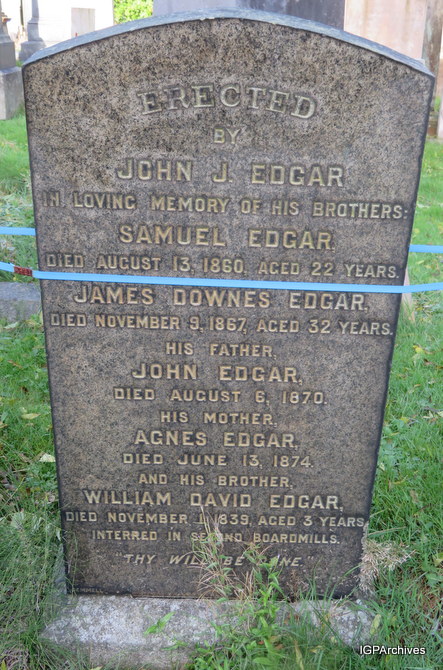 ERECTED
BY
JOHN J. EDGAR
IN LOVING MEMORY OF HIS BROTHERS:
SAMUEL EDGAR
DIED AUGUST 13, 1860, AGED 22 YEARS.
JAMES DOWNES EDGAR,
DIED NOVEMBER 9, 1867, AGED 32 YEARS.
HIS FATHER,
JOHN EDGAR,
DIED AUGUST 6, 1870.
HIS MOTHER,
AGNES EDGAR,
DIED JUNE 13, 1874.
AND HIS BROTHER,
WILLIAM DAVID EDGAR,
DIED NOVEMBER 1839, AGED 3 YEARS
INTERRED IN SECOND BOARDMILLS.
"THY WILL BE DONE."
IGPArchives